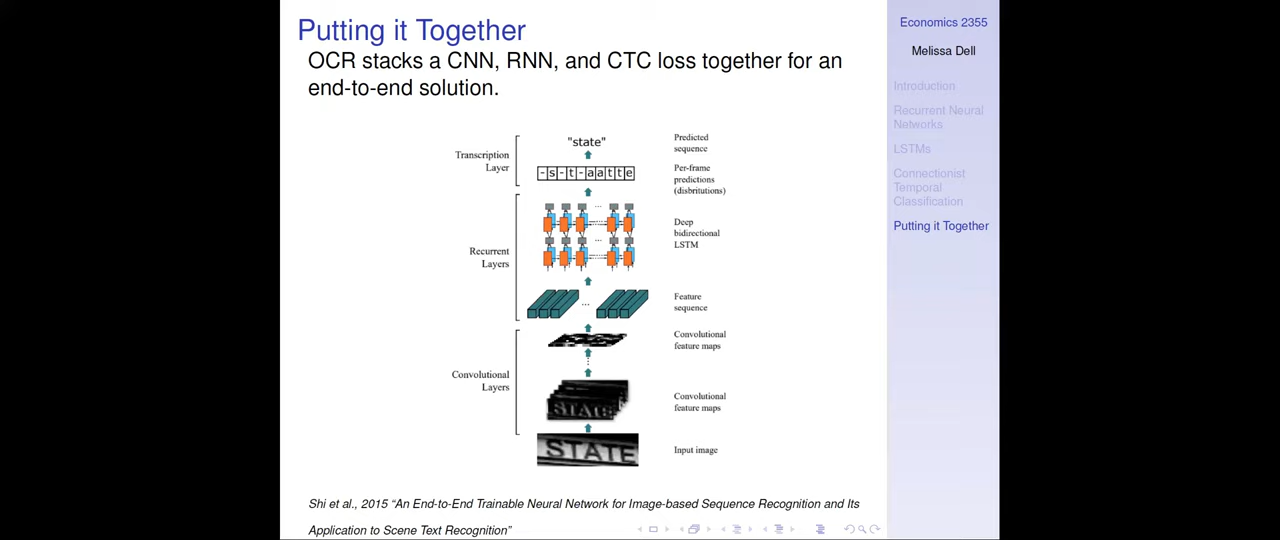 Putting it Together
OCR stacks a CNN, RNN, and CTC loss together for an
end-to-end solution.
Transcription
Layer
"state"
Predicted
sequence
-s-t-aatte
Per-frame
predictions
(disbritutions)
Recurrent
Layers
...
...
Deep
bidirectional
LSTM
...
Feature
sequence
Convolutional
Layers
Convolutional
feature maps
STATE
Convolutional
feature maps
STATE
Input image
Shi et al., 2015 “An End-to-End Trainable Neural Network for Image-based Sequence Recognition and Its
Application to Scene Text Recognition”
Economics 2355
Melissa Dell
Introduction
Recurrent Neural
Networks
LSTMs
Connectionist
Temporal
Classification
Putting it Together